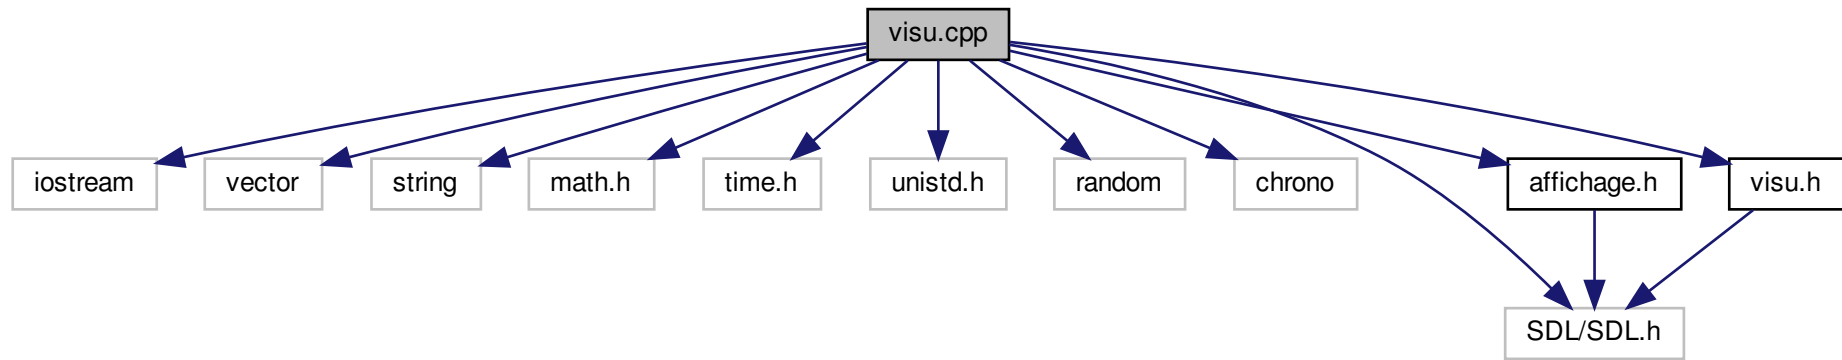 visu.cpp
iostream
vector
string
math.h
time.h
unistd.h
random
chrono
affichage.h
visu.h
SDL/SDL.h